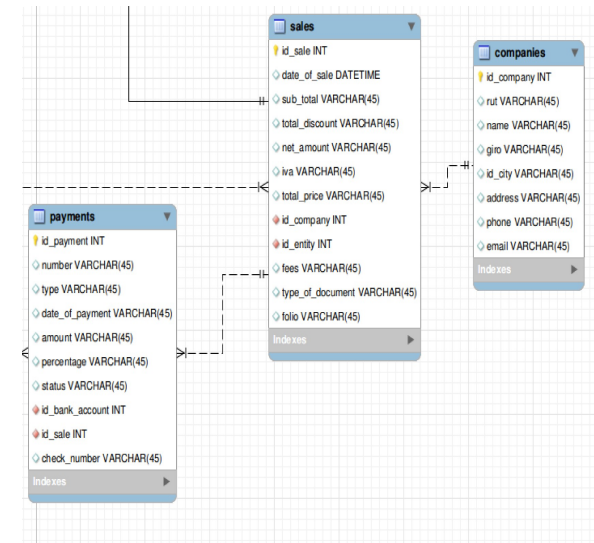 sales
id_sale INT
date_of_sale DATETIME
sub_total VARCHAR(45)
total_discount VARCHAR(45)
net_amount VARCHAR(45)
iva VARCHAR(45)
total_price VARCHAR(45)
id_company INT
id_entity INT
fees VARCHAR(45)
type_of_document VARCHAR(45)
folio VARCHAR(45)
Indexes
companies
id_company INT
rut VARCHAR(45)
name VARCHAR(45)
giro VARCHAR(45)
id_city VARCHAR(45)
address VARCHAR(45)
phone VARCHAR(45)
email VARCHAR(45)
Indexes
payments
id_payment INT
number VARCHAR(45)
type VARCHAR(45)
date_of_payment VARCHAR(45)
amount VARCHAR(45)
percentage VARCHAR(45)
status VARCHAR(45)
id_bank_account INT
id_sale INT
check_number VARCHAR(45)
Indexes